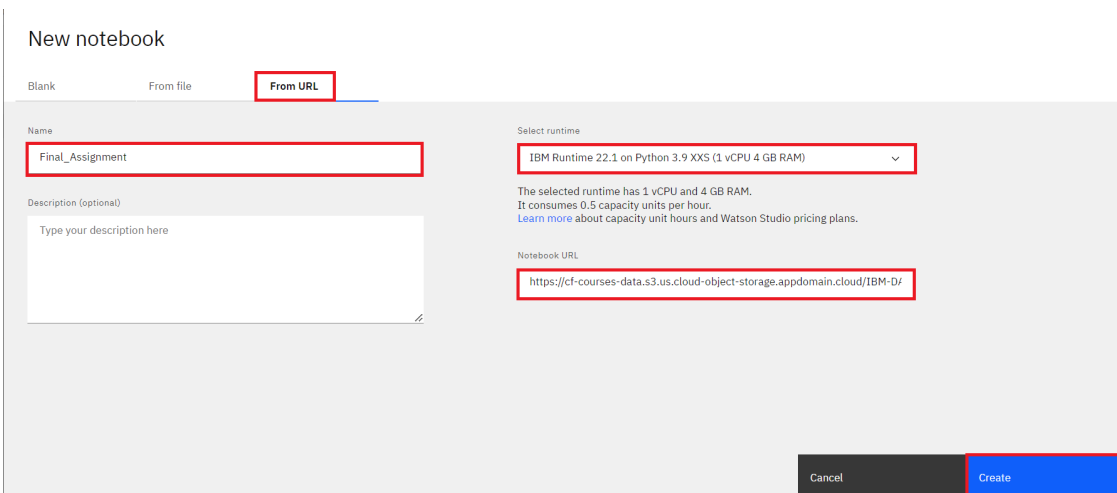 New notebook
Blank
From file
From URL
Name
Final_Assignment
Description (optional)
Type your description here
Select runtime
IBM Runtime 22.1 on Python 3.9 XXS (1 vCPU 4 GB RAM)
The selected runtime has 1 vCPU and 4 GB RAM.
It consumes 0.5 capacity units per hour.
Learn more about capacity unit hours and Watson Studio pricing plans.
Notebook URL
https://cf-courses-data.s3.us.cloud-object-storage.appdomain.cloud/IBM-D
Cancel
Create